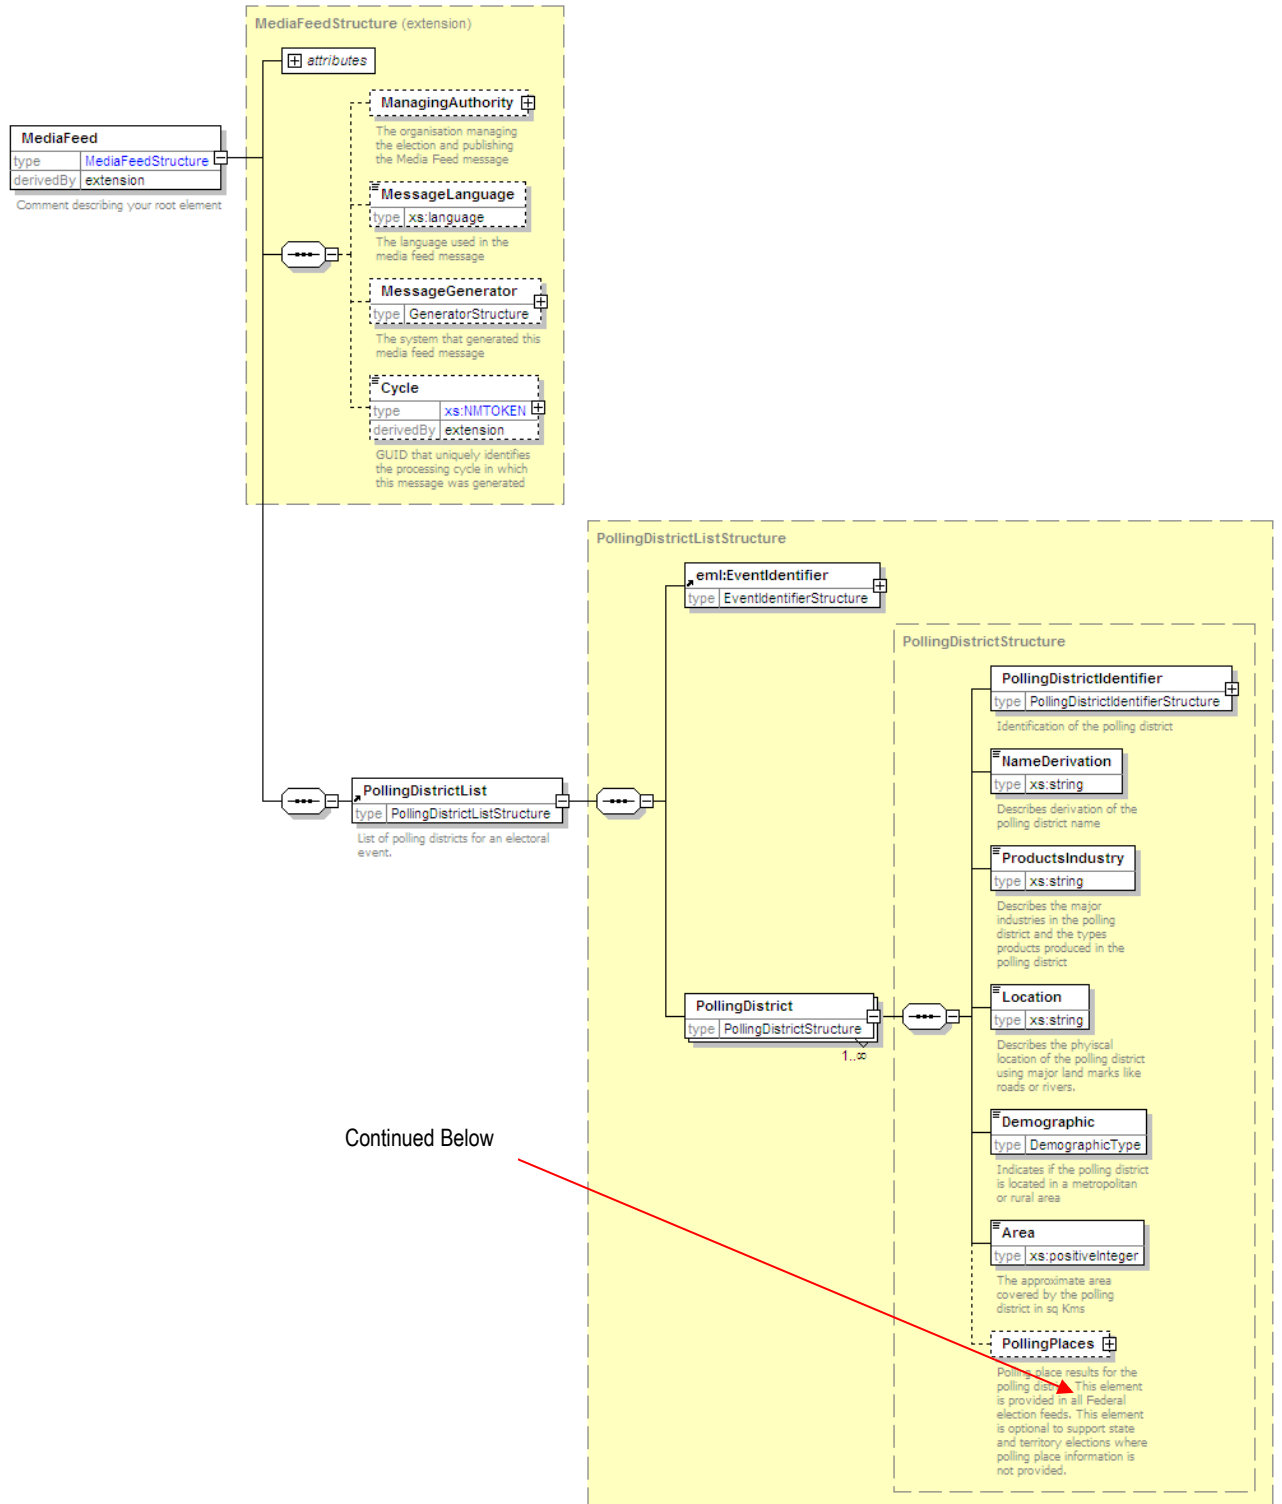 MediaFeedStructure (extension)
attributes
ManagingAuthority
The organisation managing
the election and publishing
the Media Feed message
MediaFeed
type MediaFeedStructure
derivedBy extension
Comment describing your root element
MessageLanguage
type xs:language
The language used in the
media feed message
MessageGenerator
type GeneratorStructure
The system that generated this
media feed message
Cycle
type xs:NMTOKEN
derivedBy extension
GUID that uniquely identifies
the processing cycle in which
this message was generated
PollingDistrictListStructure
eml:EventIdentifier
type EventIdentifierStructure
PollingDistrictStructure
PollingDistrictIdentifier
type PollingDistrictIdentifierStructure
Identification of the polling district
NameDerivation
type xs:string
Describes derivation of the
polling district name
PollingDistrictList
type PollingDistrictListStructure
List of polling districts for an electoral
event.
ProductsIndustry
type xs:string
Describes the major
industries in the polling
district and the types
products produced in the
polling district
PollingDistrict
type PollingDistrictStructure
1..∞
Location
type xs:string
Describes the phyiscal
location of the polling district
using major land marks like
roads or rivers.
Demographic
type DemographicType
Indicates if the polling district
is located in a metropolitan
or rural area
Continued Below
Area
type xs:positiveInteger
The approximate area
covered by the polling
district in sq Kms
PollingPlaces
Polling place results for the
polling district. This element
is provided in all Federal
election feeds. This element
is optional to support state
and territory elections where
polling place information is
not provided.